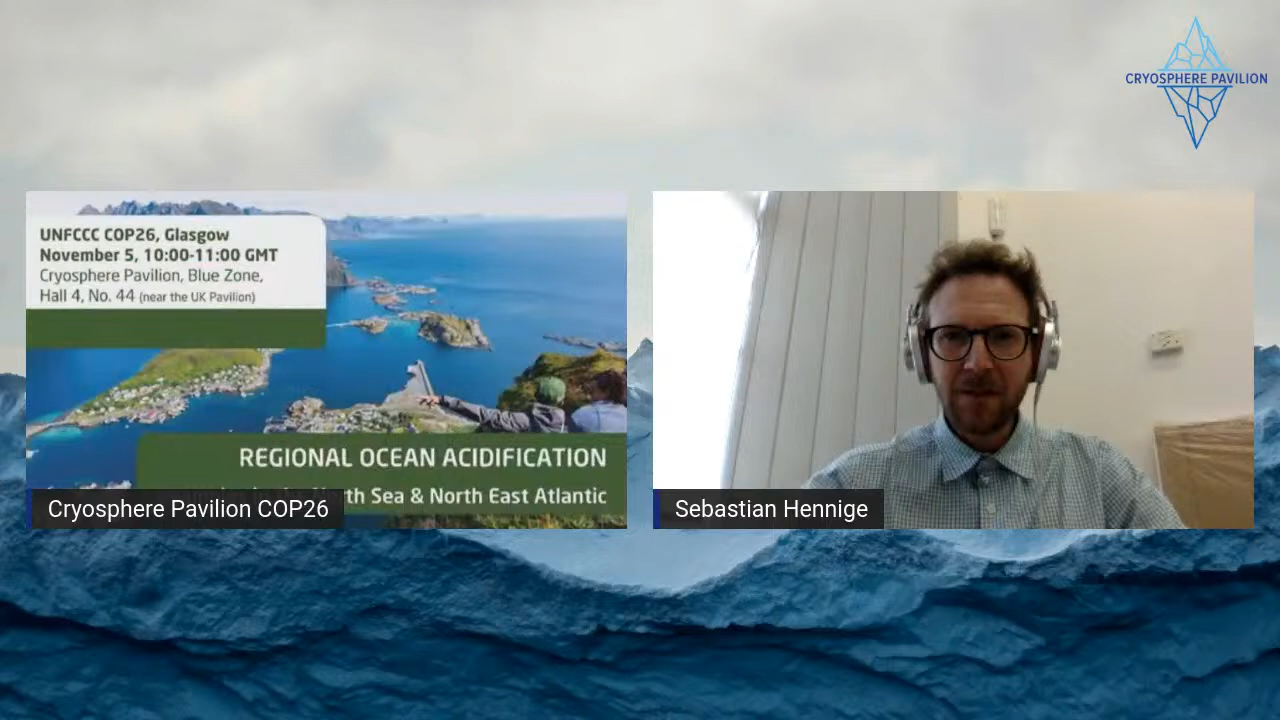 CRYOSPHERE PAVILION
UNFCCC COP26, Glasgow
November 5, 10:00-11:00 GMT
Cryosphere Pavilion, Blue Zone,
Hall 4, No. 44 (near the UK Pavilion)
REGIONAL OCEAN ACIDIFICATION
Sea & North East Atlantic
Cryosphere Pavilion COP26
Sebastian Hennige